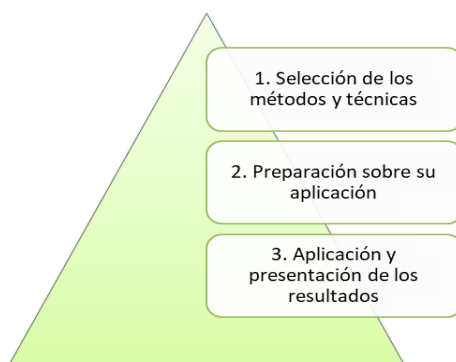 1. Selección de los
métodos y técnicas
2. Preparación sobre su
aplicación
3. Aplicación y
presentación de los
resultados